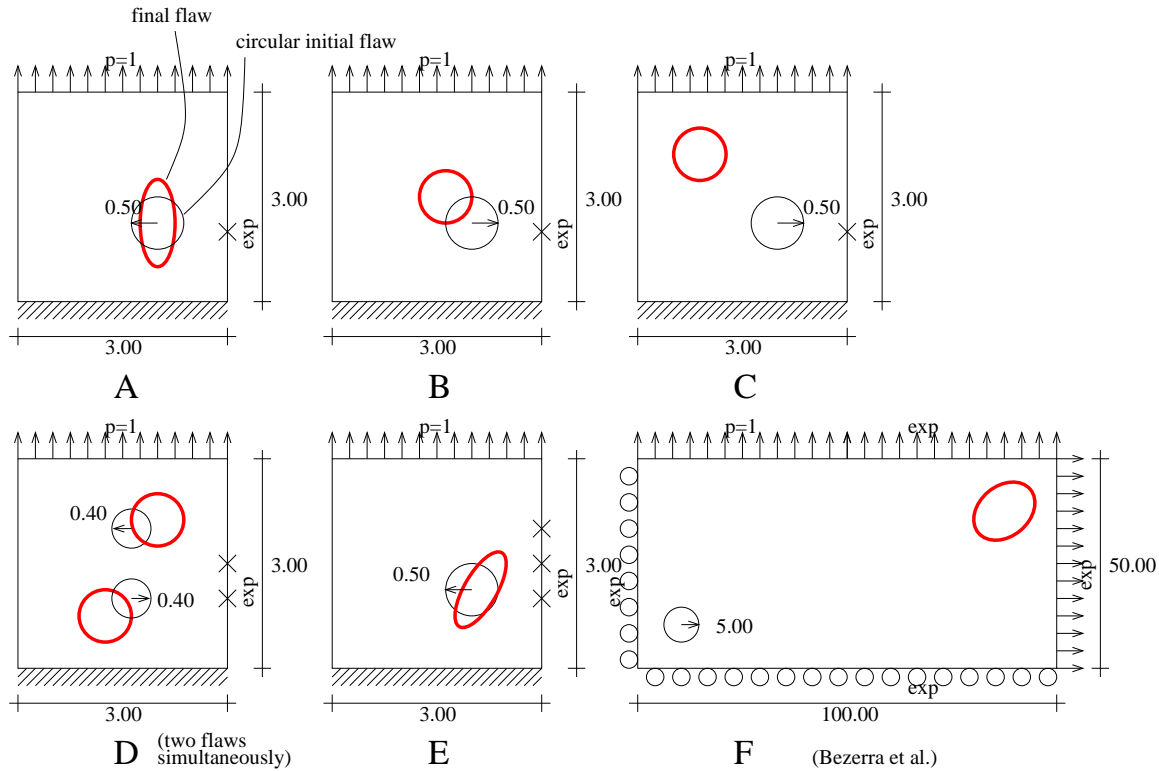 final flaw
circular initial flaw
p=1
p=1
p=1
0.50
exp
3.00
0.50
exp
3.00
0.50
exp
3.00
3.00
3.00
3.00
A
B
C
p=1
p=1
p=1
exp
0.40
0.40
exp
3.00
0.50
exp
3.00
exp
5.00
exp
50.00
exp
3.00
3.00
100.00
D
(two flaws
simultaneously)
E
F
(Bezerra et al.)